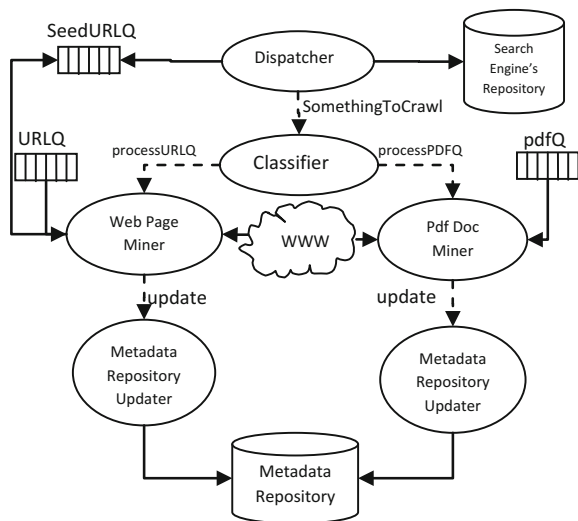 SeedURLQ
Dispatcher
Search
Engine's
Repository
SomethingToCrawl
URLQ
processURLQ
Classifier
processPDFQ
pdfQ
Web Page
Miner
WWW
Pdf Doc
Miner
update
update
Metadata
Repository
Updater
Metadata
Repository
Updater
Metadata
Repository